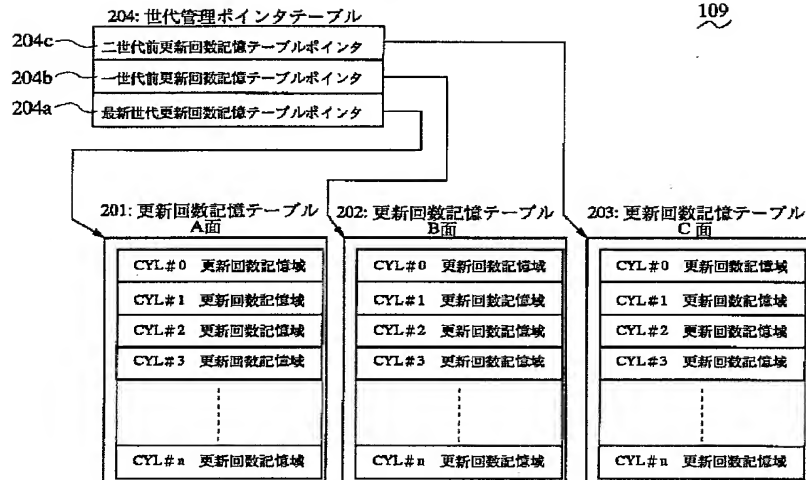 204: 世代管理ポインタテーブル
109
204c 二世代前更新回数記憶テーブルポインタ
204b 一世代前更新回数記憶テーブルポインタ
204a 最新世代更新回数記憶テーブルポインタ
201: 更新回数記憶テーブル
A面
202: 更新回数記憶テーブル
B面
203: 更新回数記憶テーブル
C面
CYL#0 更新回数記憶域
CYL#1 更新回数記憶域
CYL#2 更新回数記憶域
CYL#3 更新回数記憶域
CYL#n 更新回数記憶域
CYL#0 更新回数記憶域
CYL#1 更新回数記憶域
CYL#2 更新回数記憶域
CYL#3 更新回数記憶域
CYL#n 更新回数記憶域
CYL#0 更新回数記憶域
CYL#1 更新回数記憶域
CYL#2 更新回数記憶域
CYL#3 更新回数記憶域
CYL#n 更新回数記憶域